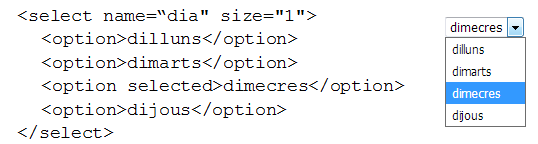 <select name=“dia" size="1">
<option>dilluns</option>
<option>dimarts</option>
<option selected>dimecres</option>
<option>dijous</option>
</select>
dimecres
dilluns
dimarts
dimecres
dijous